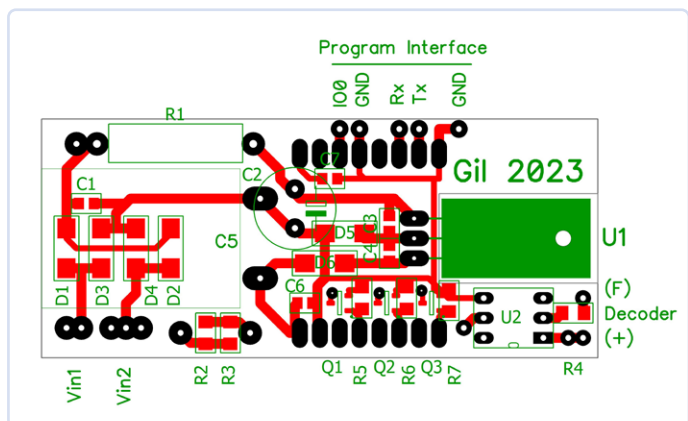 Program Interface
IO0 GND Rx Tx GND
R1
C7
Gil 2023
C2
C1
C3
D5
C5
U1
C4
D6
D1 D3 D4 D2
C6
(F)
U2
Decoder
(+)
Q1 R5 Q2 R6 Q3 R7
R2 R3
R4
Vin1 Vin2